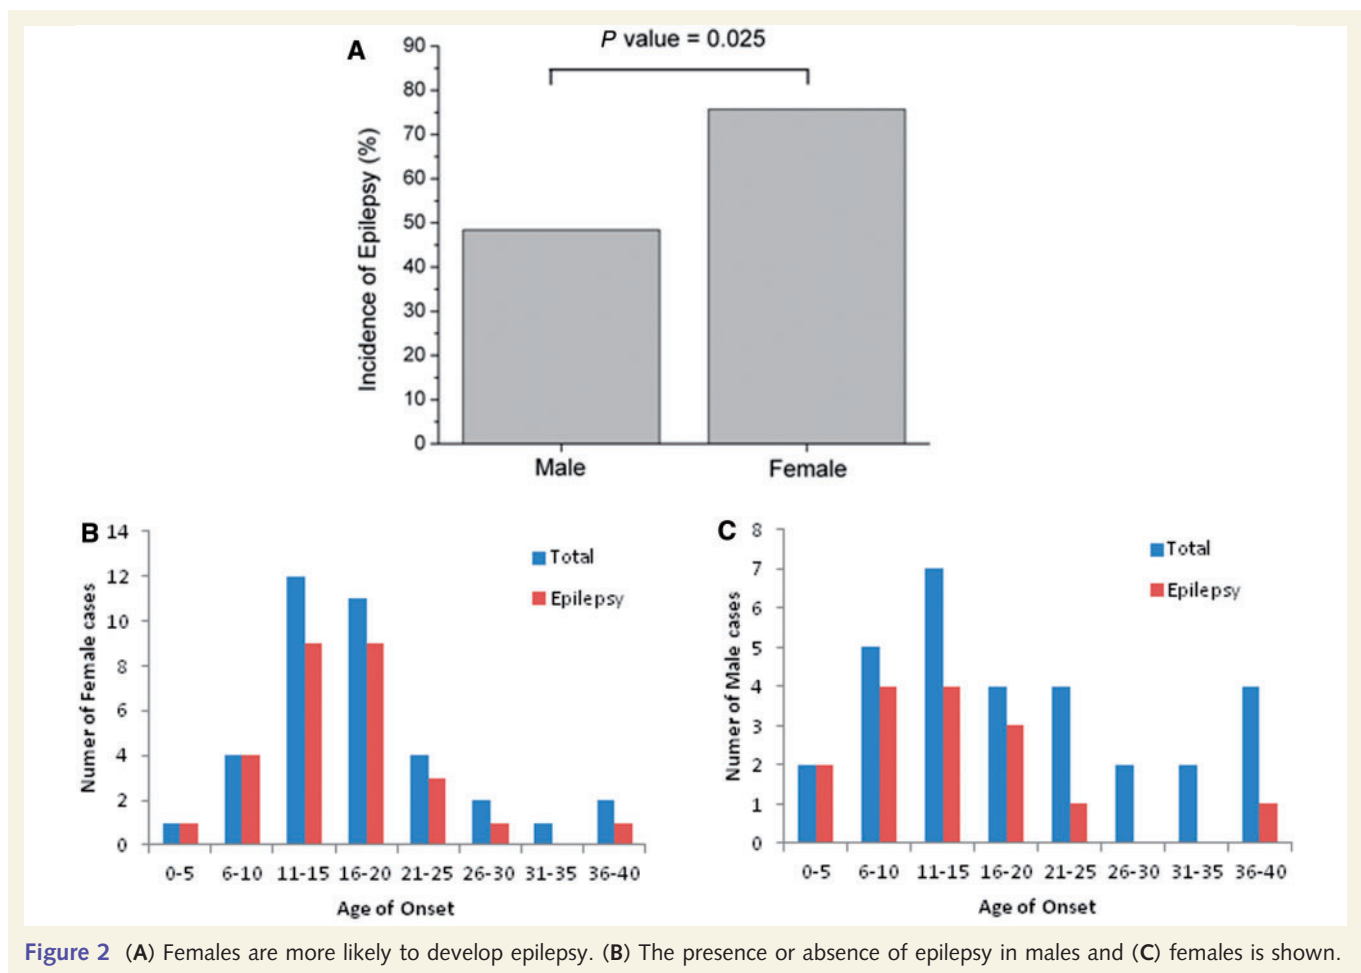 A
P value = 0.025
Incidence of Epilepsy (%)
90
80
70
60
50
40
30
20
10
0
Male
Female
B
Numer of Female cases
14
12
10
8
6
4
2
0
Total
Epilepsy
0-5 6-10 11-15 16-20 21-25 26-30 31-35 36-40
Age of Onset
C
Numer of Male cases
8
7
6
5
4
3
2
1
0
Total
Epilepsy
0-5 6-10 11-15 16-20 21-25 26-30 31-35 36-40
Age of Onset
Figure 2 (A) Females are more likely to develop epilepsy. (B) The presence or absence of epilepsy in males and (C) females is shown.